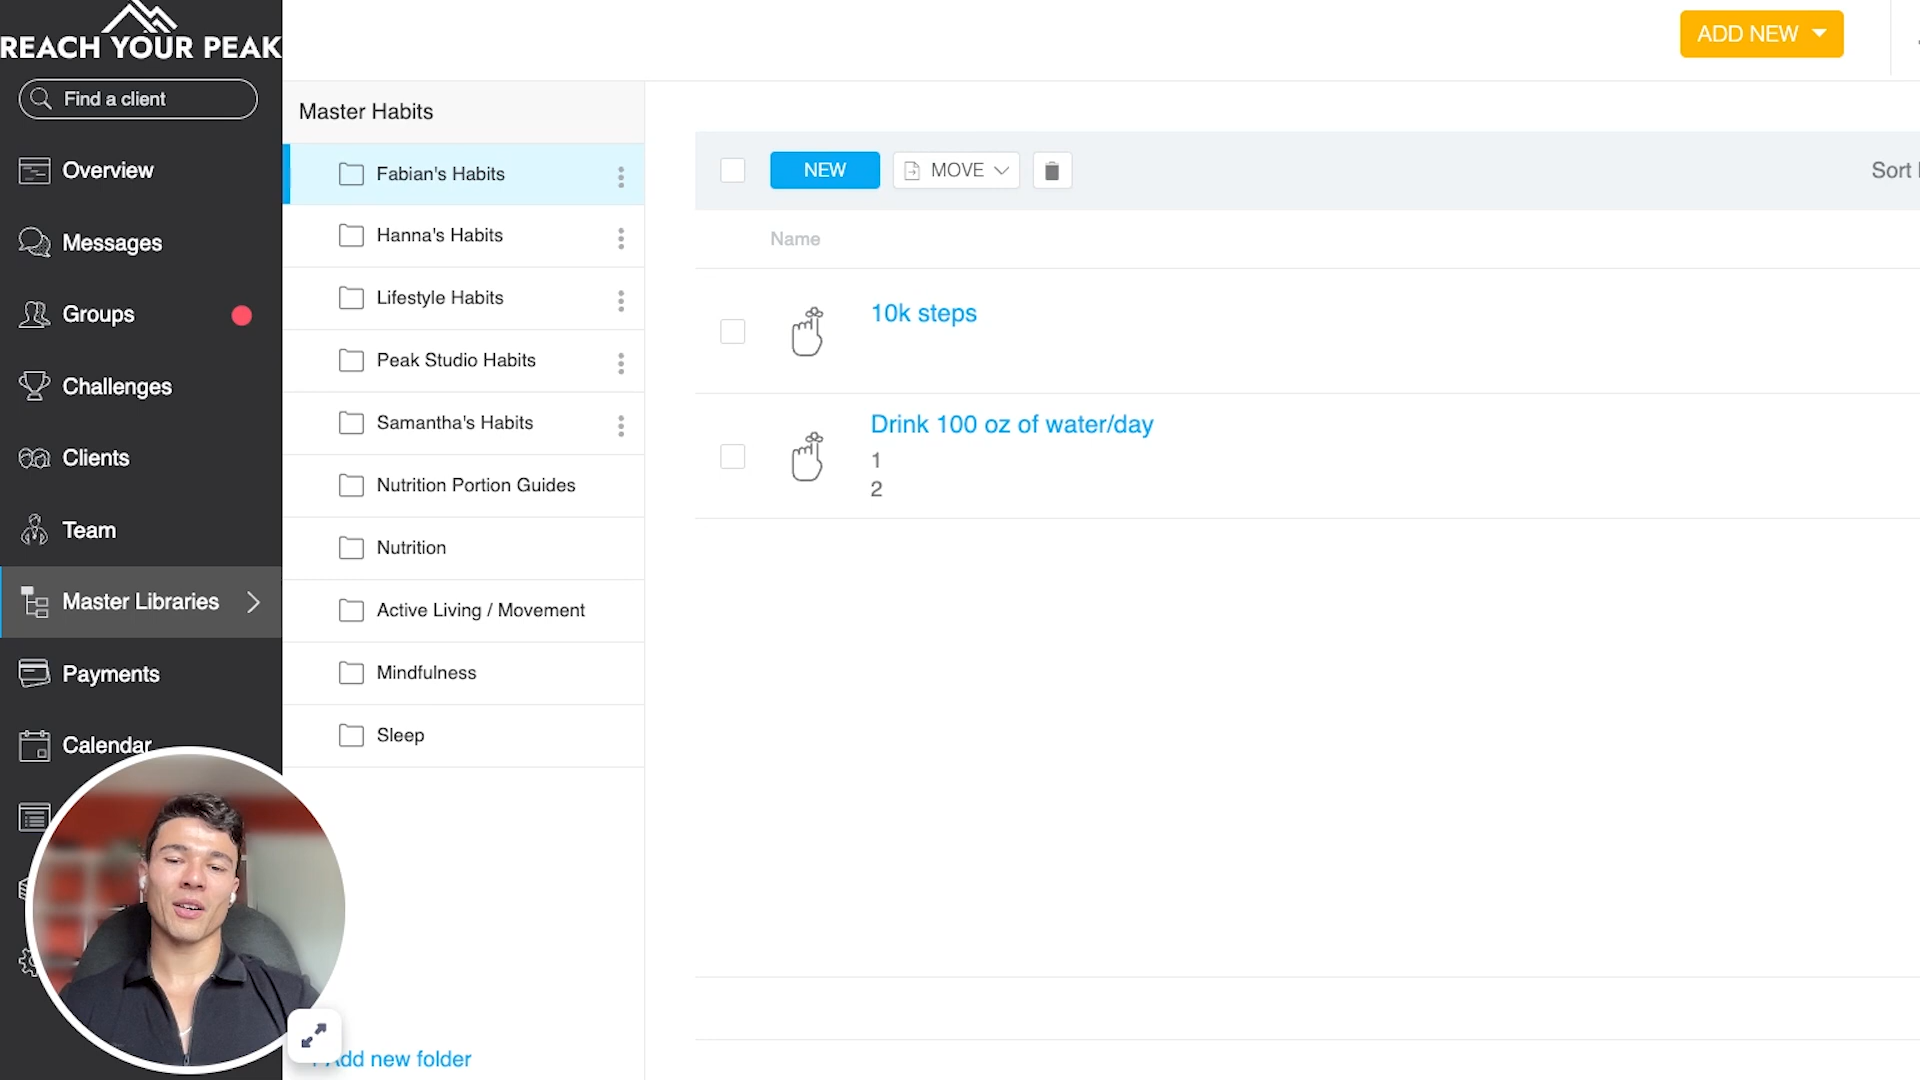 REACH YOUR PEAK
Find a client
Overview
Messages
Groups
Challenges
Clients
Team
Master Libraries
Payments
Calendar
Master Habits
Fabian's Habits
Hanna's Habits
Lifestyle Habits
Peak Studio Habits
Samantha's Habits
Nutrition Portion Guides
Nutrition
Active Living / Movement
Mindfulness
Sleep
Add new folder
ADD NEW
NEW
MOVE
Sort
Name
10k steps
Drink 100 oz of water/day
1
2